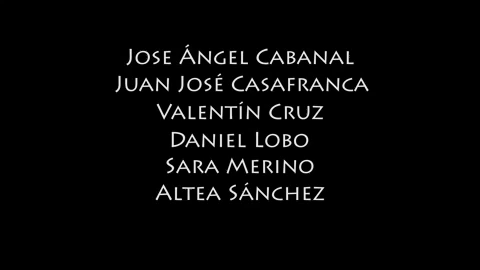 Jose Ángel Cabanal
Juan José Casafranca
Valentín Cruz
Daniel Lobo
Sara Merino
Altea Sánchez